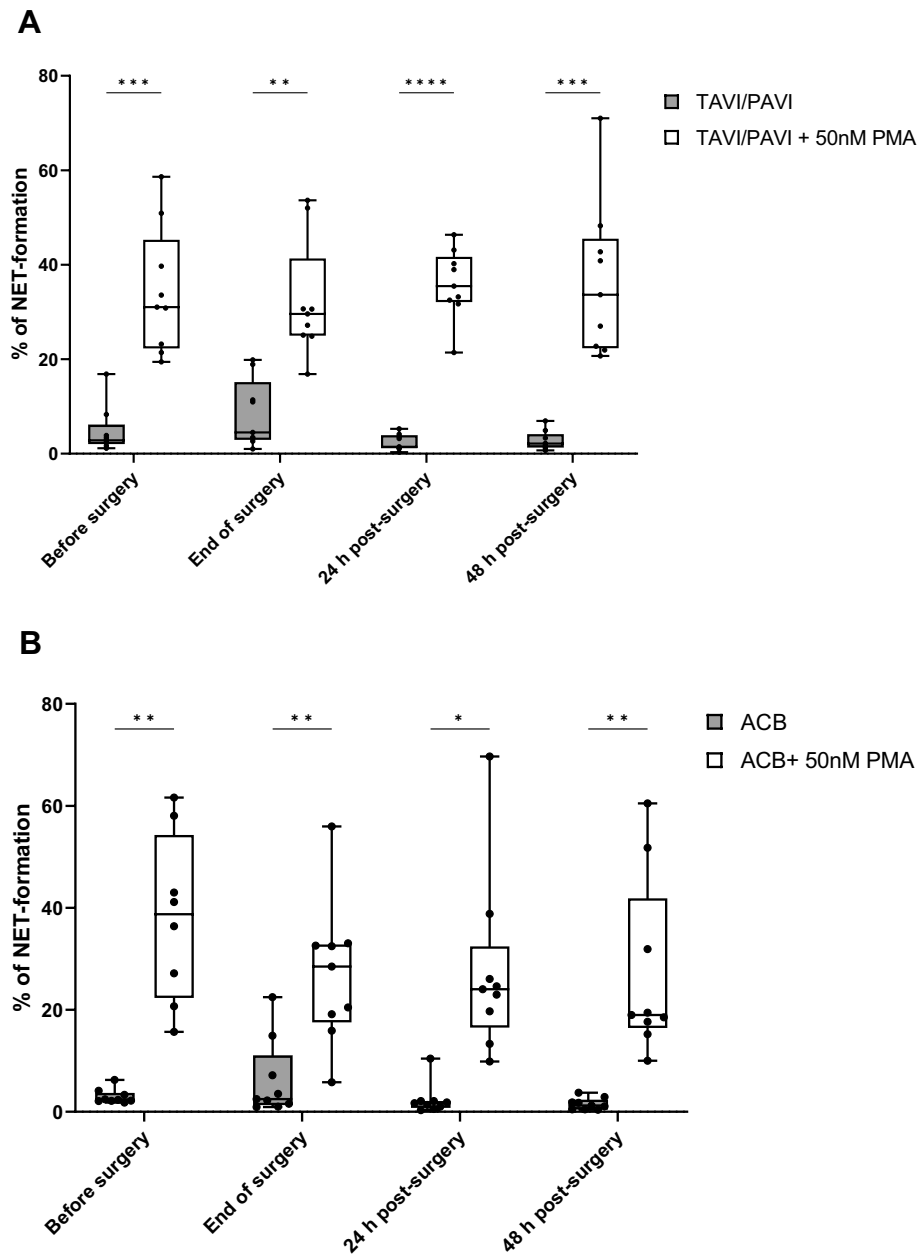 A
80
60
40
20
0
% of NET-formation
***
**
****
***
TAVI/PAVI
TAVI/PAVI + 50nM PMA
Before surgery
End of surgery
24 h post-surgery
48 h post-surgery
B
80
60
40
20
0
% of NET-formation
**
**
*
**
ACB
ACB+ 50nM PMA
Before surgery
End of surgery
24 h post-surgery
48 h post-surgery